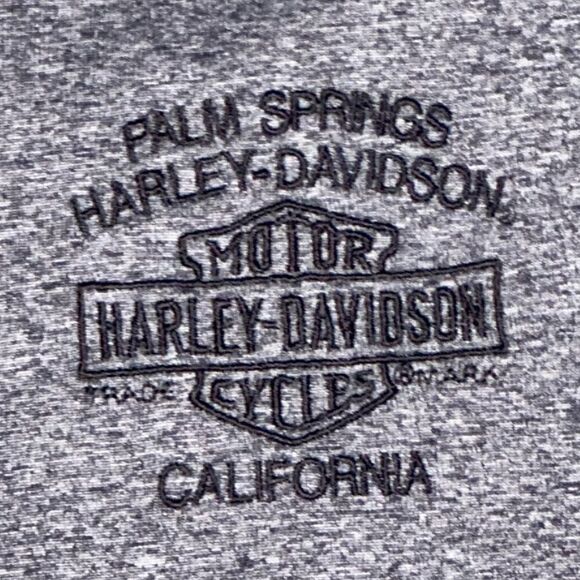 PALM SPRINGS
HARLEY-DAVIDSON
MOTOR
HARLEY-DAVIDSON
TRADE CYCLES ®MARK
CALIFORNIA